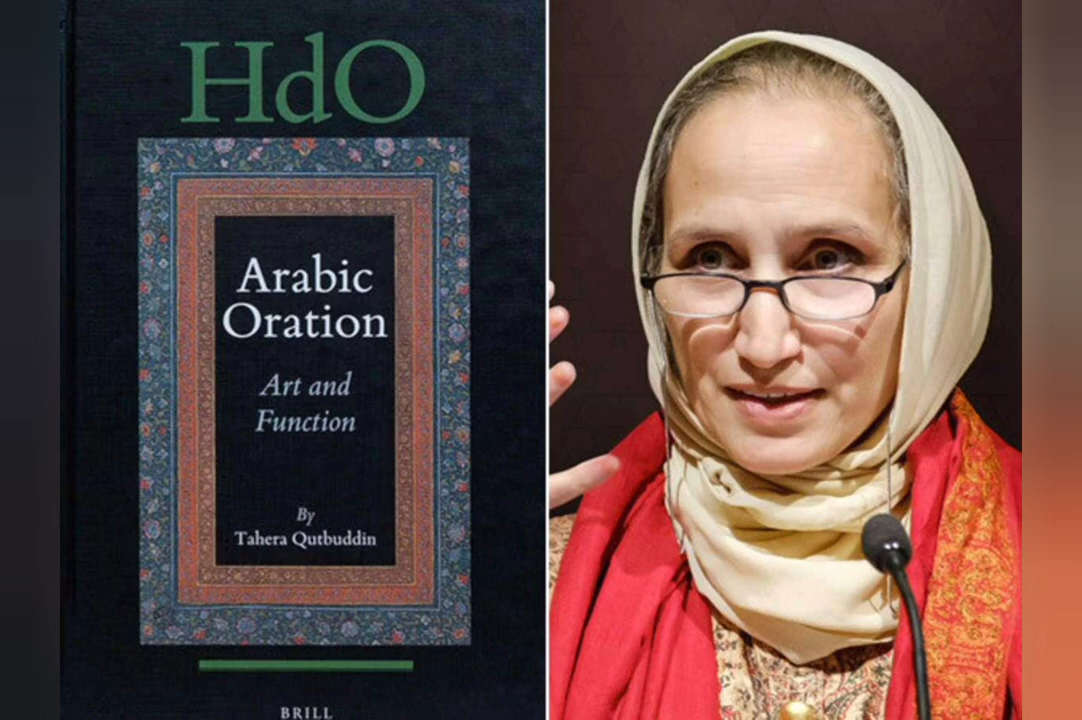 HdO
Arabic
Oration
Art and
Function
By
Tahera Qutbuddin
BRILL